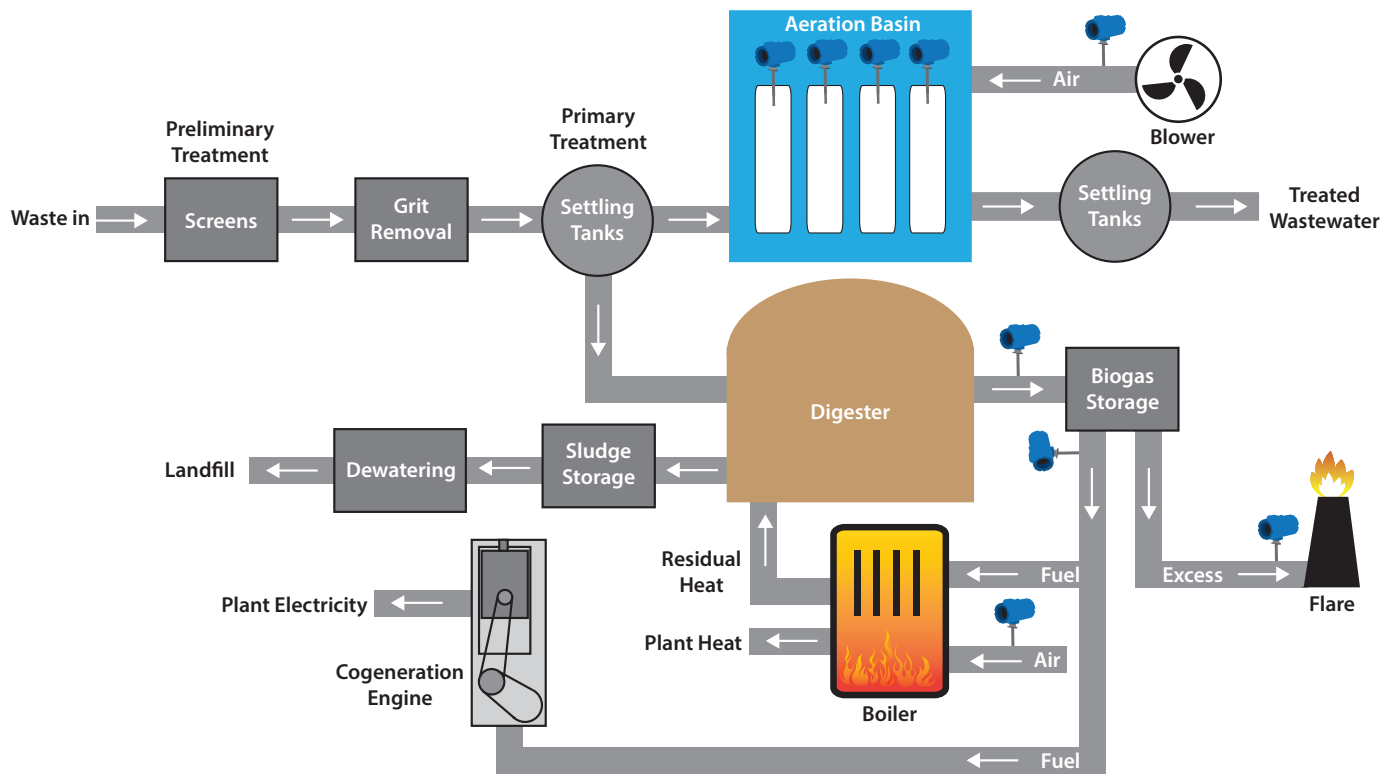 Aeration Basin
Air
Blower
Preliminary
Treatment
Primary
Treatment
Waste in
Screens
Grit
Removal
Settling
Tanks
Settling
Tanks
Treated
Wastewater
Digester
Biogas
Storage
Landfill
Dewatering
Sludge
Storage
Residual
Heat
Fuel
Excess
Flare
Plant Electricity
Plant Heat
Air
Cogeneration
Engine
Boiler
Fuel